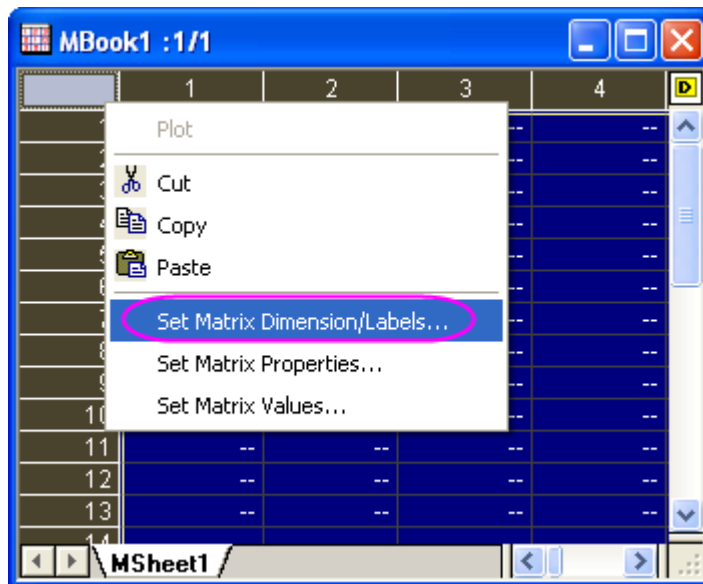 MBook1 :1/1
1 2 3 4 D
Plot
Cut
Copy
Paste
Set Matrix Dimension/Labels...
Set Matrix Properties...
Set Matrix Values...
-- --
-- --
-- --
-- --
-- --
-- --
-- --
-- --
-- --
10 -- --
11 -- -- -- --
12 -- -- -- --
13 -- -- -- --
14
MSheet1